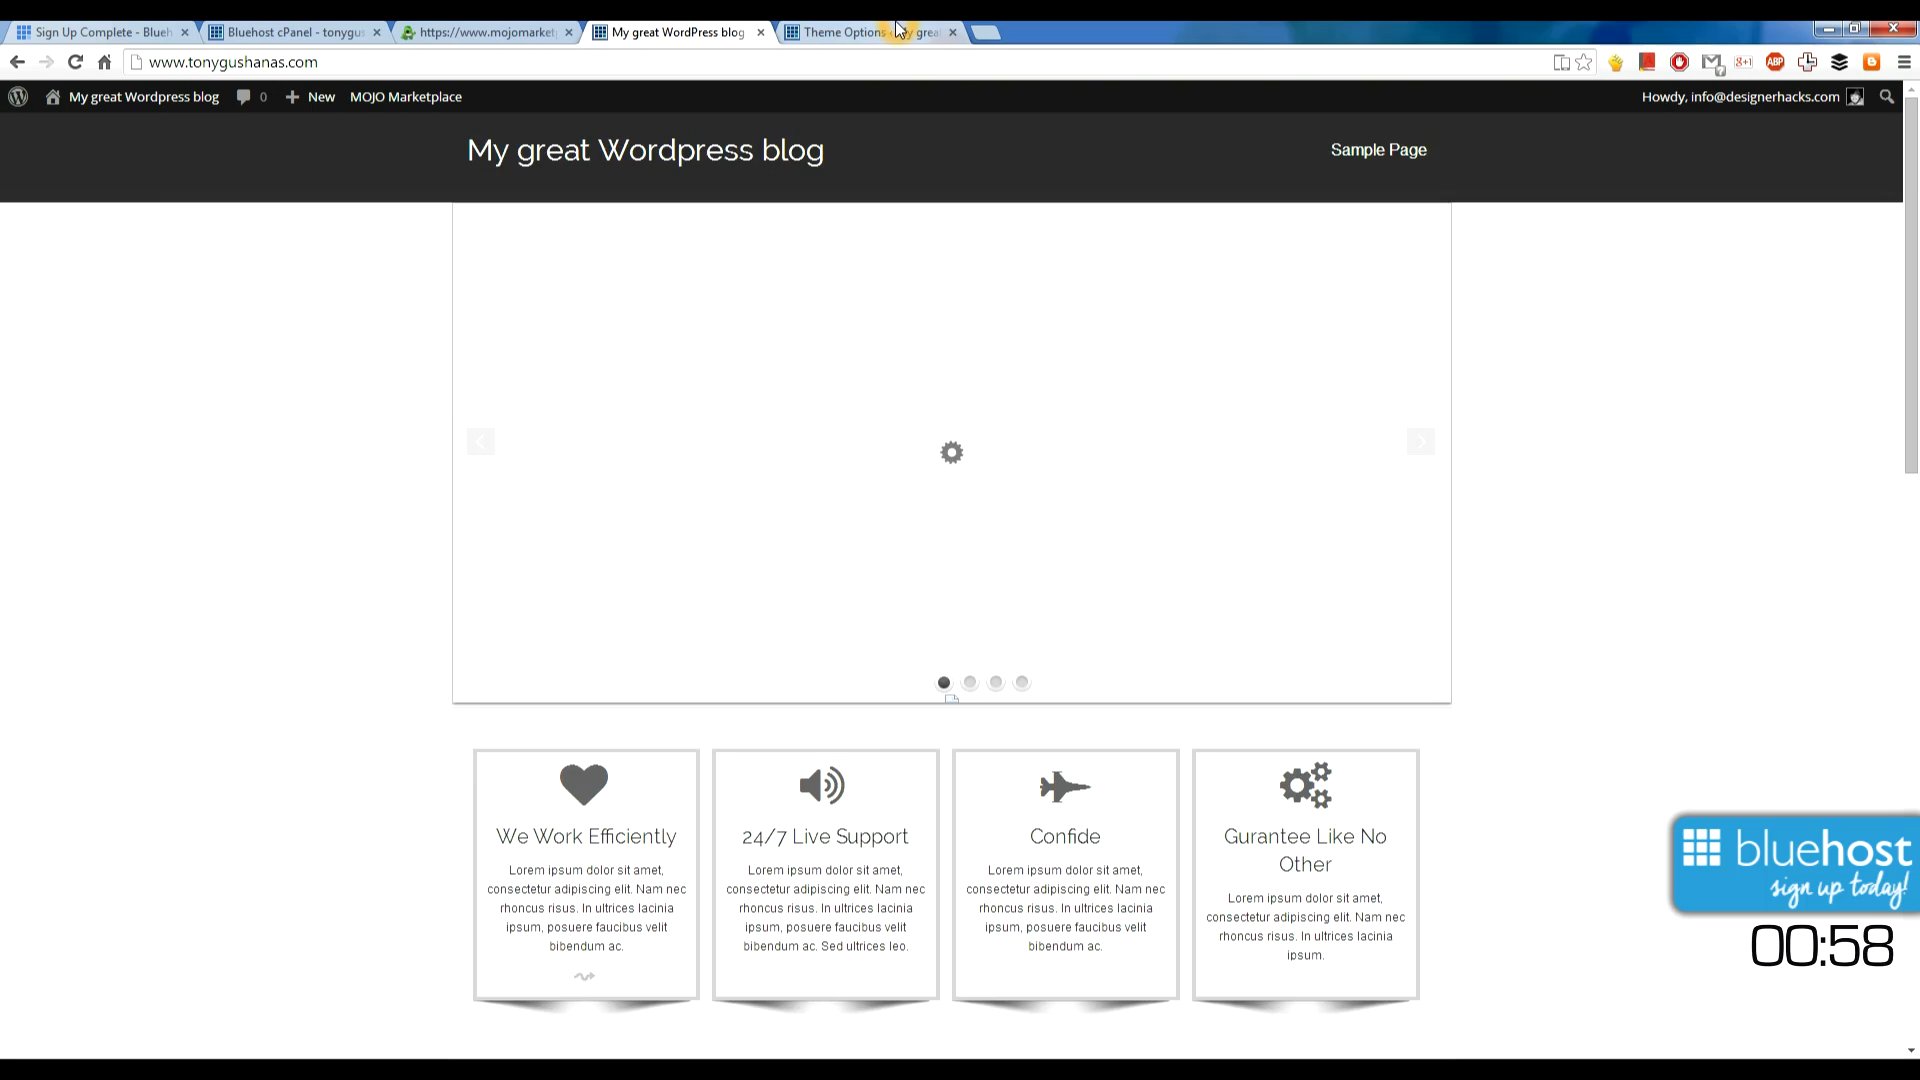 Sign Up Complete - Blueh
Bluehost cPanel - tonygus
https://www.mojomarket
My great WordPress blog
Theme Options
www.tonygushanas.com
My great Wordpress blog
0
New
MOJO Marketplace
Howdy, info@designerhacks.com
My great Wordpress blog
Sample Page
We Work Efficiently
Lorem ipsum dolor sit amet,
consectetur adipiscing elit. Nam nec
rhoncus risus. In ultrices lacinia
ipsum, posuere faucibus velit
bibendum ac.
24/7 Live Support
Lorem ipsum dolor sit amet,
consectetur adipiscing elit. Nam nec
rhoncus risus. In ultrices lacinia
ipsum, posuere faucibus velit
bibendum ac. Sed ultrices leo.
Confide
Lorem ipsum dolor sit amet,
consectetur adipiscing elit. Nam nec
rhoncus risus. In ultrices lacinia
ipsum, posuere faucibus velit
bibendum ac.
Gurantee Like No
Other
Lorem ipsum dolor sit amet,
consectetur adipiscing elit. Nam nec
rhoncus risus. In ultrices lacinia
ipsum.
bluehost
sign up today!
00:58